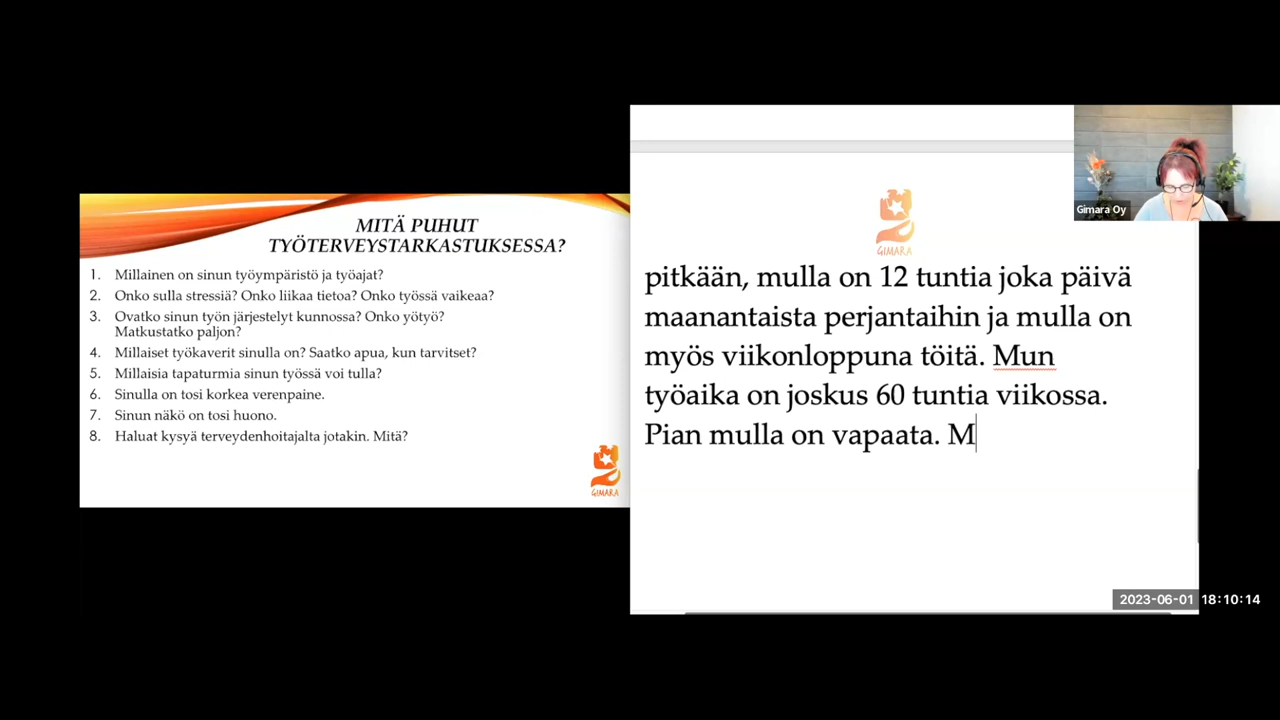 MITÄ PUHUT
TYÖTERVEYSTARKASTUKSESSA?
1. Millainen on sinun työympäristö ja työajat?
2. Onko sulla stressiä? Onko liikaa tietoa? Onko työssä vaikeaa?
3. Ovatko sinun työn järjestelyt kunnossa? Onko yötyö?
Matkustatko paljon?
4. Millaiset työkaverit sinulla on? Saatko apua, kun tarvitset?
5. Millaisia tapaturmia sinun työssä voi tulla?
6. Sinulla on tosi korkea verenpaine.
7. Sinun näkö on tosi huono.
8. Haluat kysyä terveydenhoitajalta jotakin. Mitä?
GIMARA
GIMARA
pitkään, mulla on 12 tuntia joka päivä
maanantaista perjantaihin ja mulla on
myös viikonloppuna töitä. Mun
työaika on joskus 60 tuntia viikossa.
Pian mulla on vapaata. M
Gimara Oy
2023-06-01 18:10:14